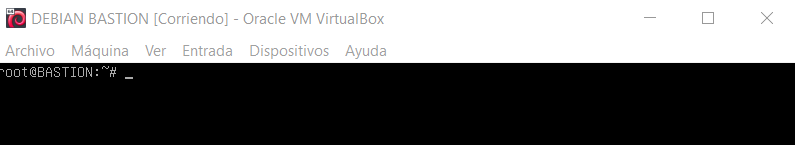 DEBIAN BASTION [Corriendo] - Oracle VM VirtualBox
Archivo Máquina Ver Entrada Dispositivos Ayuda
root@BASTION:~# _